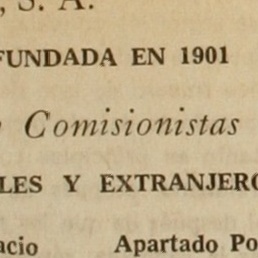 , S. A.
FUNDADA EN 1901
Comisionistas
LES Y EXTRANJERO
acio Apartado Po